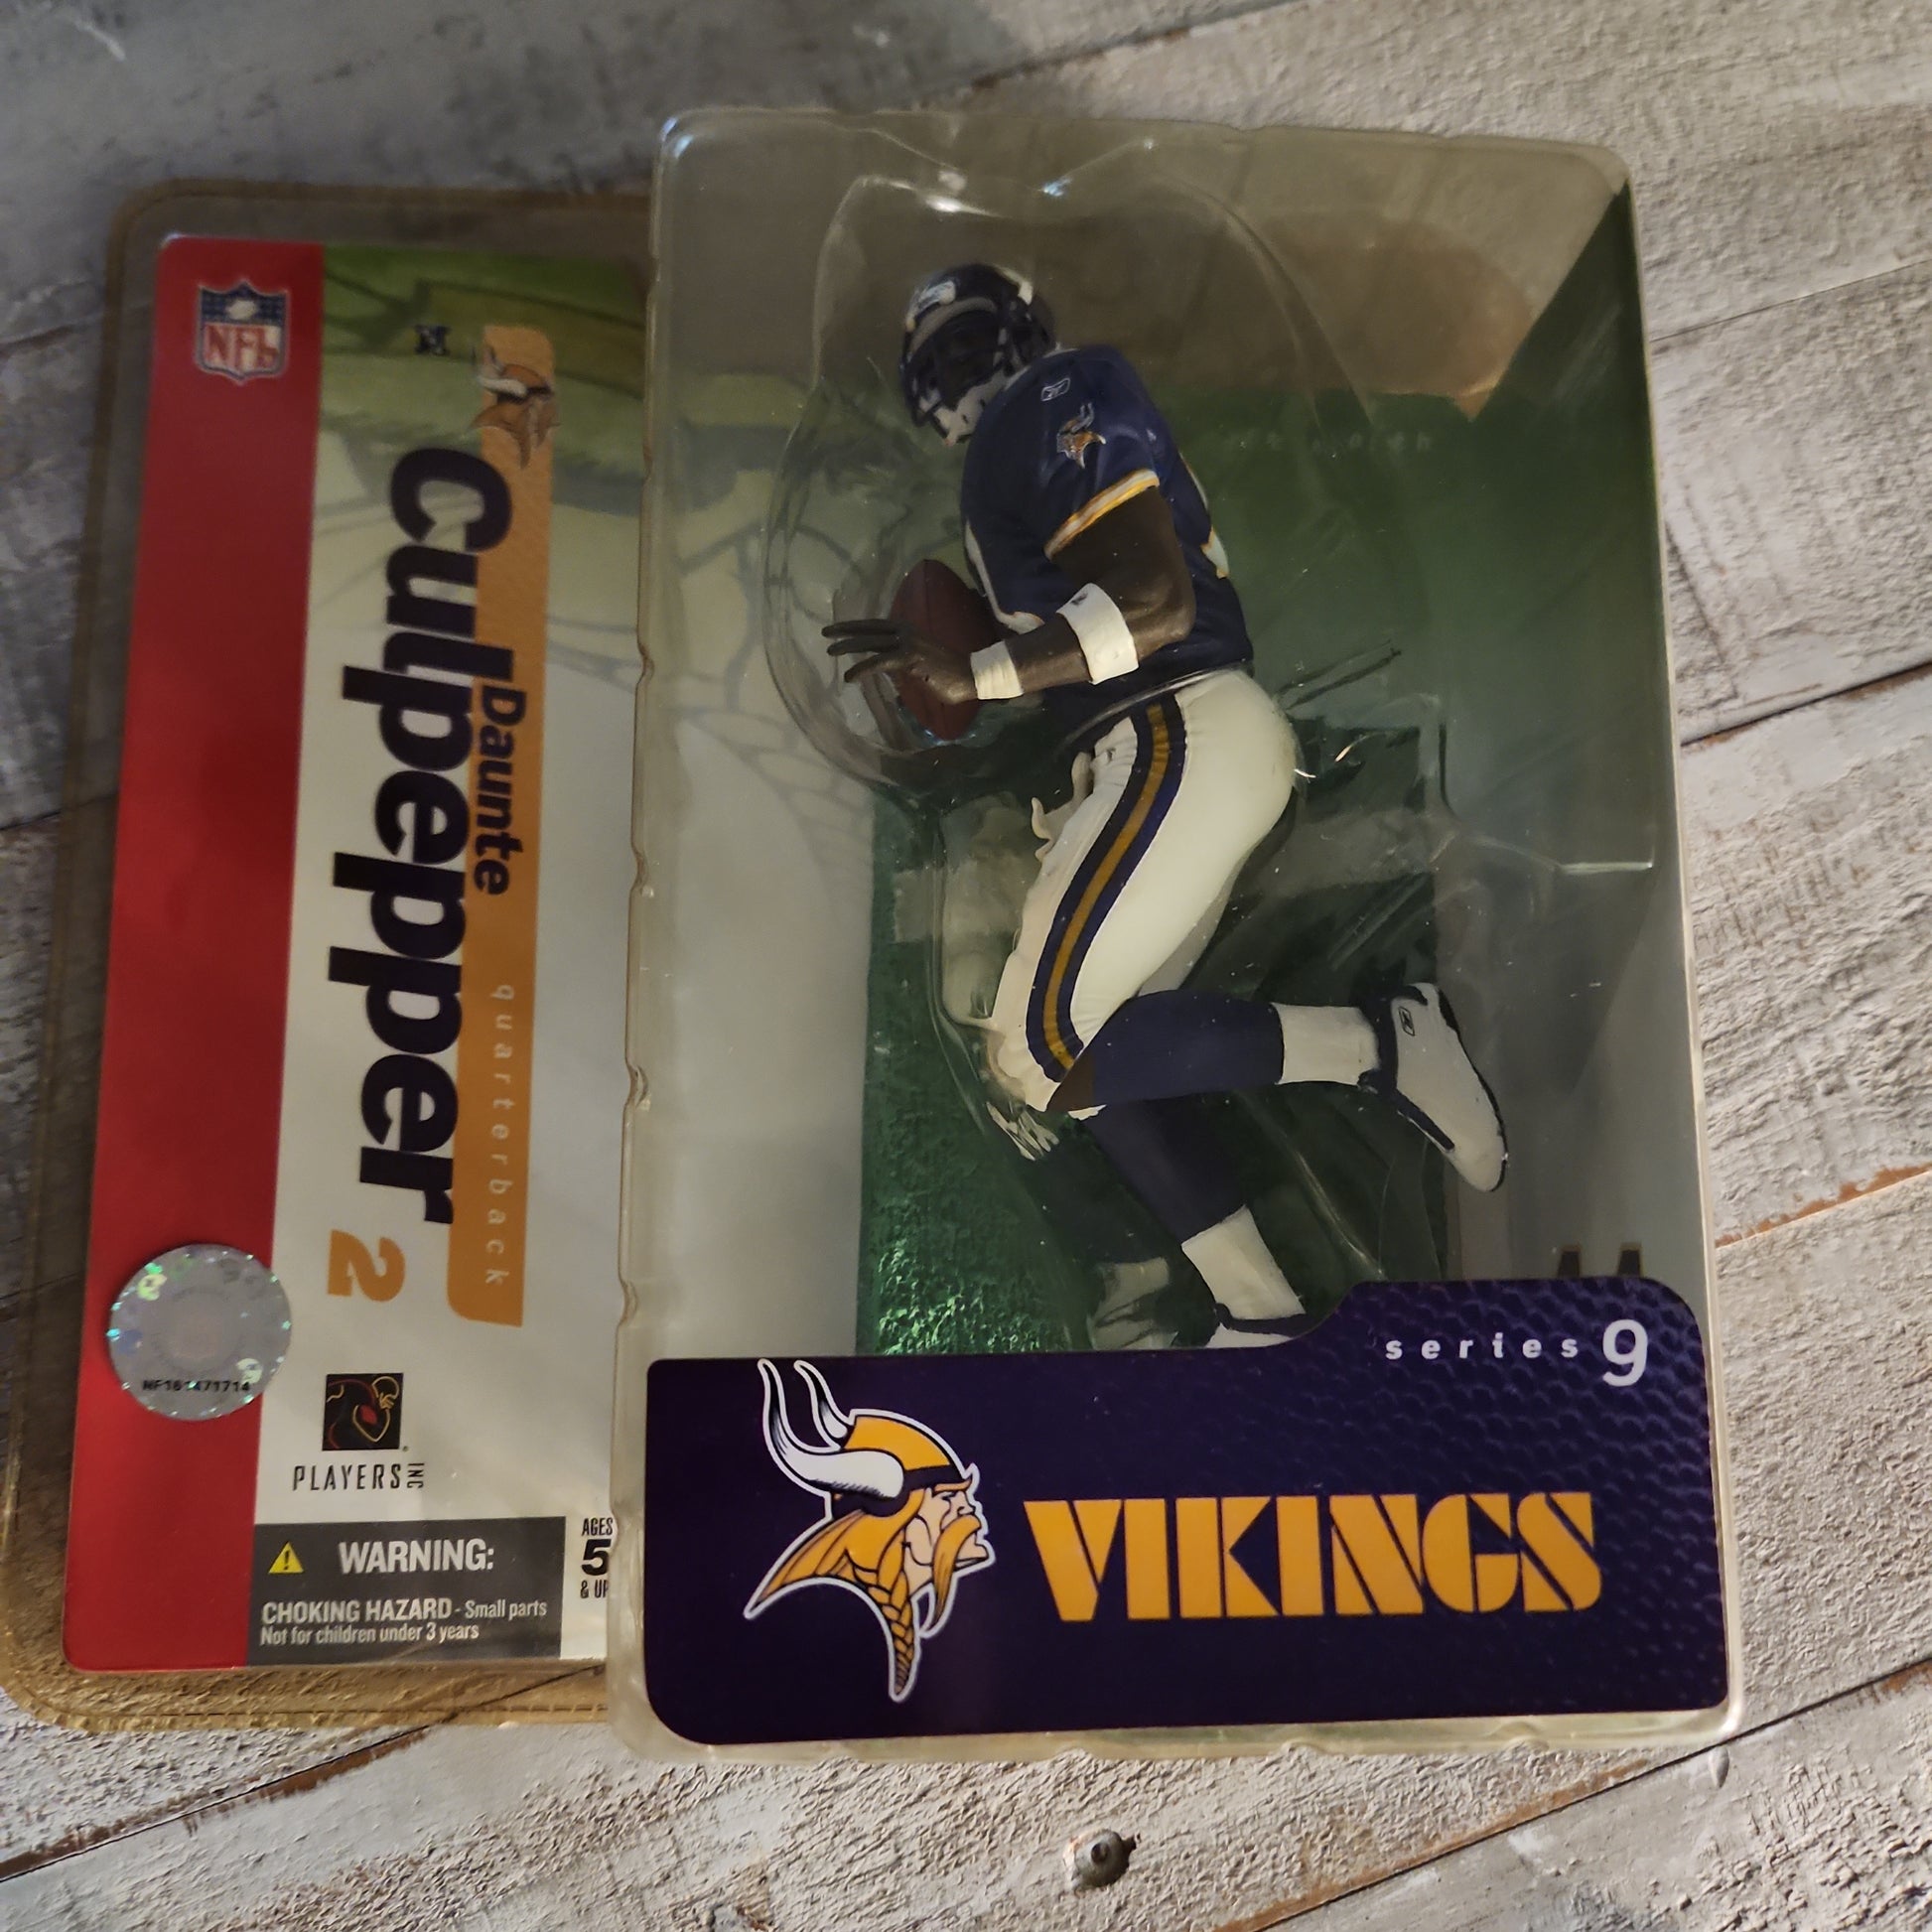 NFL
N
Daunte
Culpepper 2
quarterback
NF161471714
PLAYERS INC
WARNING:
CHOKING HAZARD - Small parts
Not for children under 3 years
AGES
5
& UP
series 9
VIKINGS